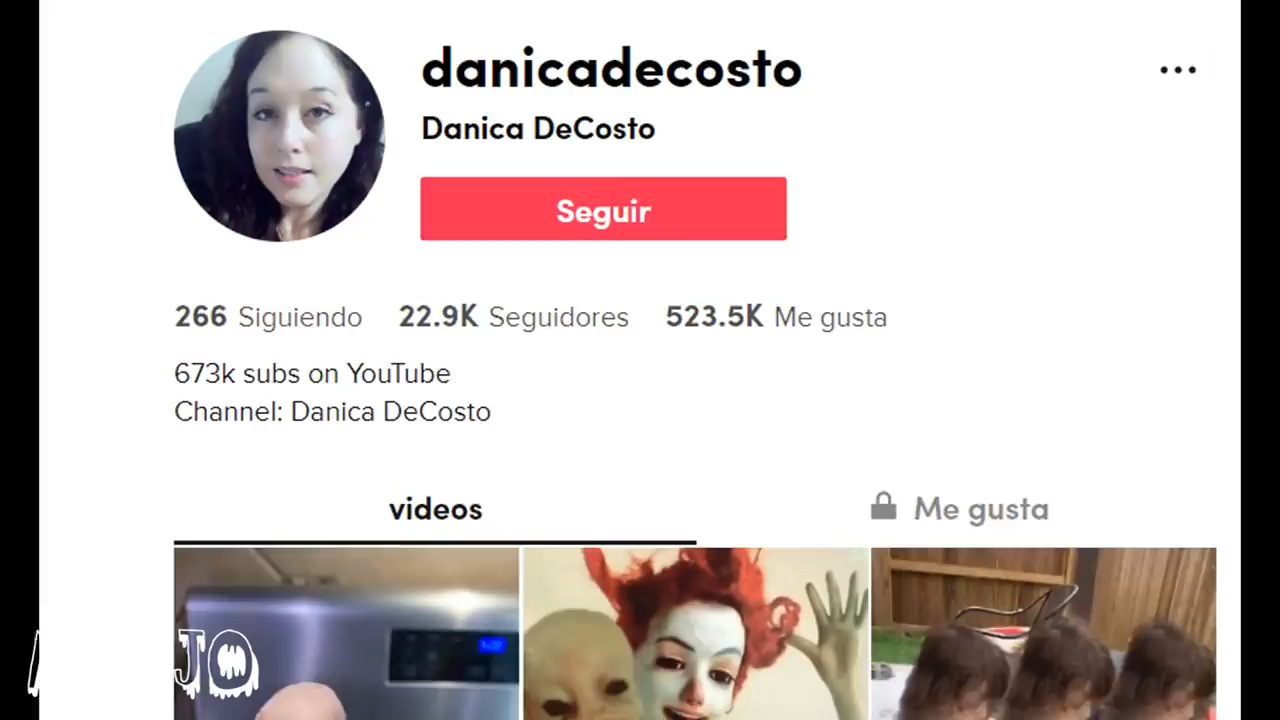 danicadecosto
Danica DeCosto
Seguir
266 Siguiendo 22.9K Seguidores 523.5K Me gusta
673k subs on YouTube
Channel: Danica DeCosto
videos Me gusta
JO